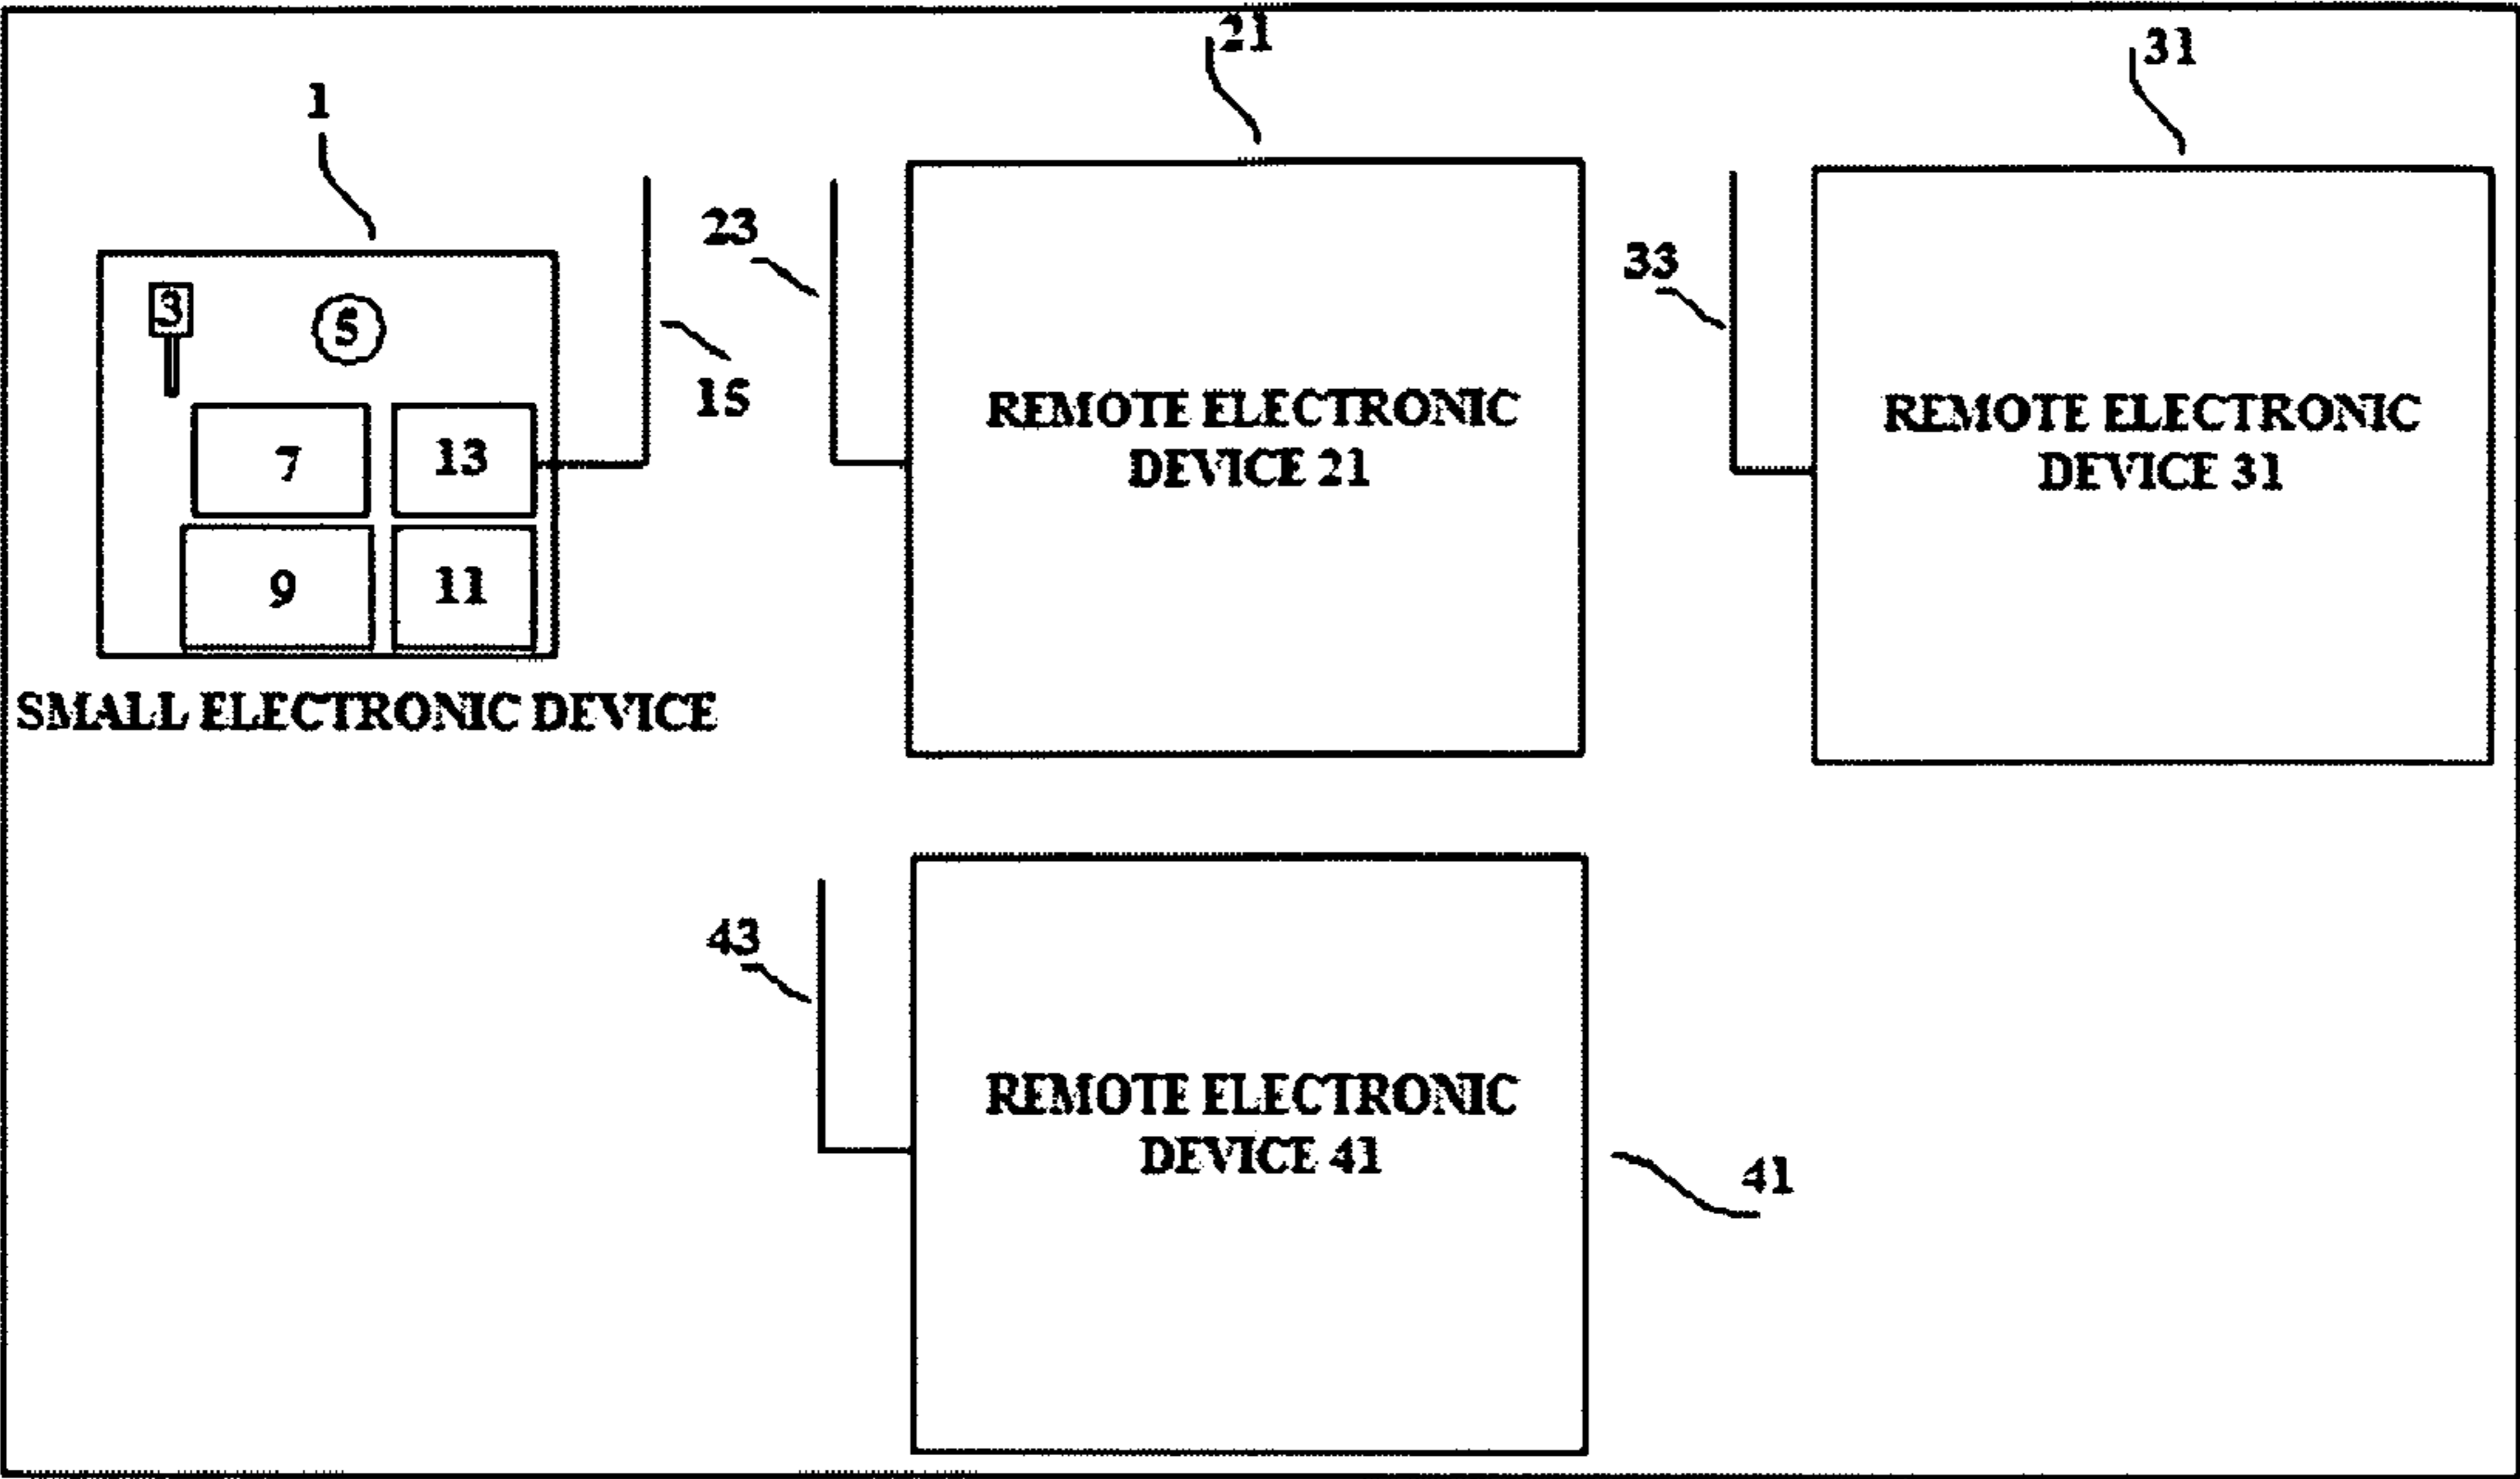 21
31
1
23
33
3
5
15
REMOTE ELECTRONIC
DEVICE 21
REMOTE ELECTRONIC
DEVICE 31
7
13
9
11
SMALL ELECTRONIC DEVICE
43
REMOTE ELECTRONIC
DEVICE 41
41